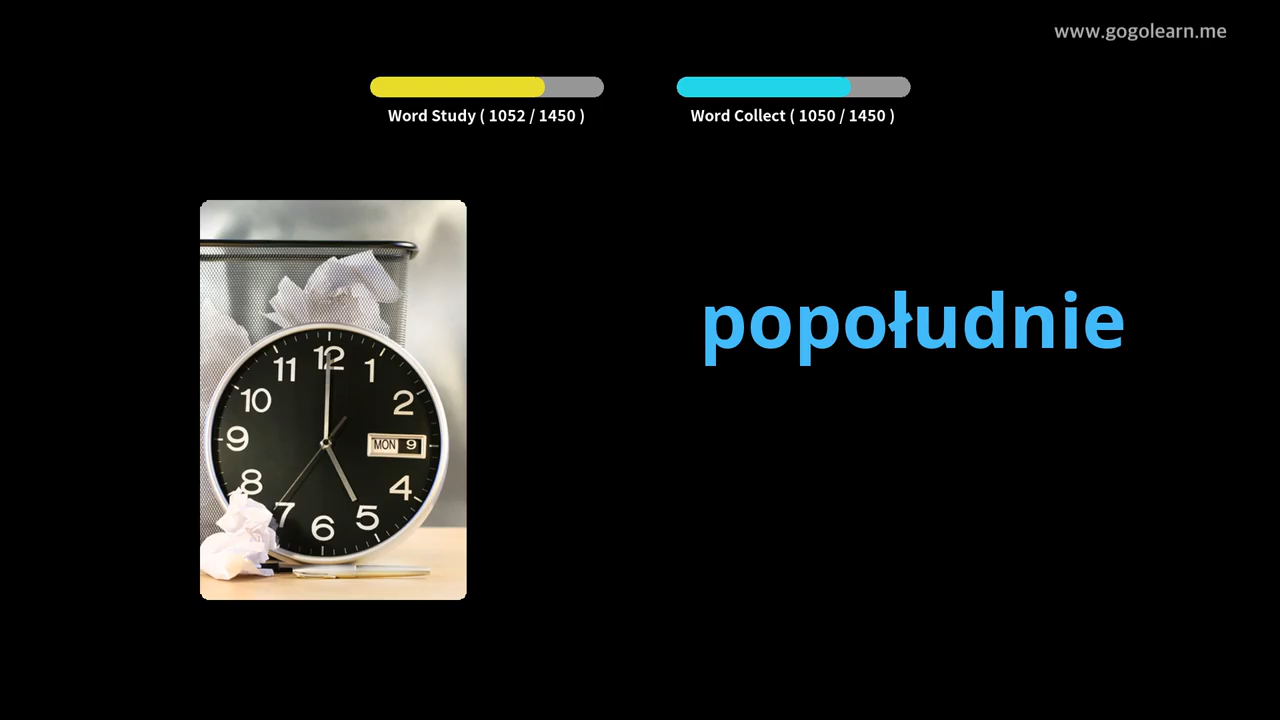 www.gogolearn.me
Word Study ( 1052 / 1450 )
Word Collect ( 1050 / 1450 )
popołudnie
12
11
1
10
2
9
MON 9
8
4
7
5
6